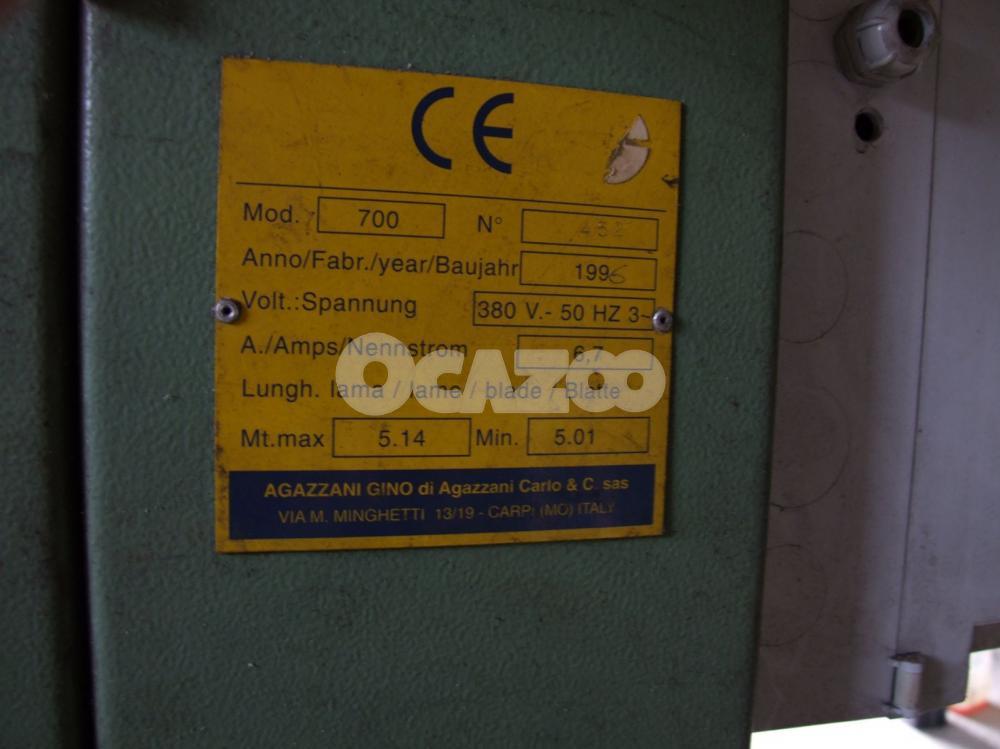 CE
Mod. 700 N°
Anno/Fabr./year/Baujahr 1996
Volt.:Spannung 380 V.- 50 HZ 3~
A./Amps/Nennstrom 6,7
OCAZOO
Lungh. lama / lame / blade / Blatte
Mt.max 5.14 Min. 5.01
AGAZZANI GINO di Agazzani Carlo & C. sas
VIA M. MINGHETTI 13/19 - CARPI (MO) ITALY